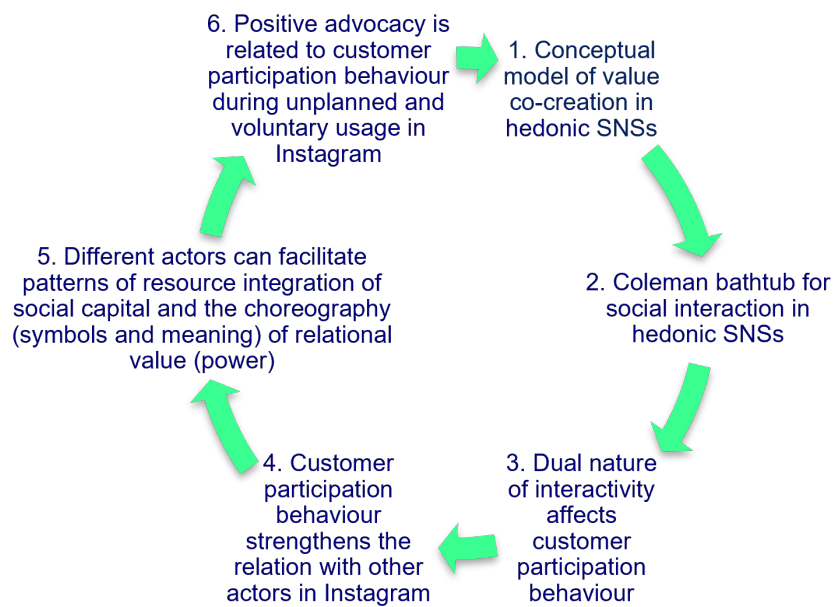 1. Conceptual
model of value
co-creation in
hedonic SNSs
2. Coleman bathtub for
social interaction in
hedonic SNSs
3. Dual nature
of interactivity
affects
customer
participation
behaviour
4. Customer
participation
behaviour
strengthens the
relation with other
actors in Instagram
5. Different actors can facilitate
patterns of resource integration of
social capital and the choreography
(symbols and meaning) of relational
value (power)
6. Positive advocacy is
related to customer
participation behaviour
during unplanned and
voluntary usage in
Instagram